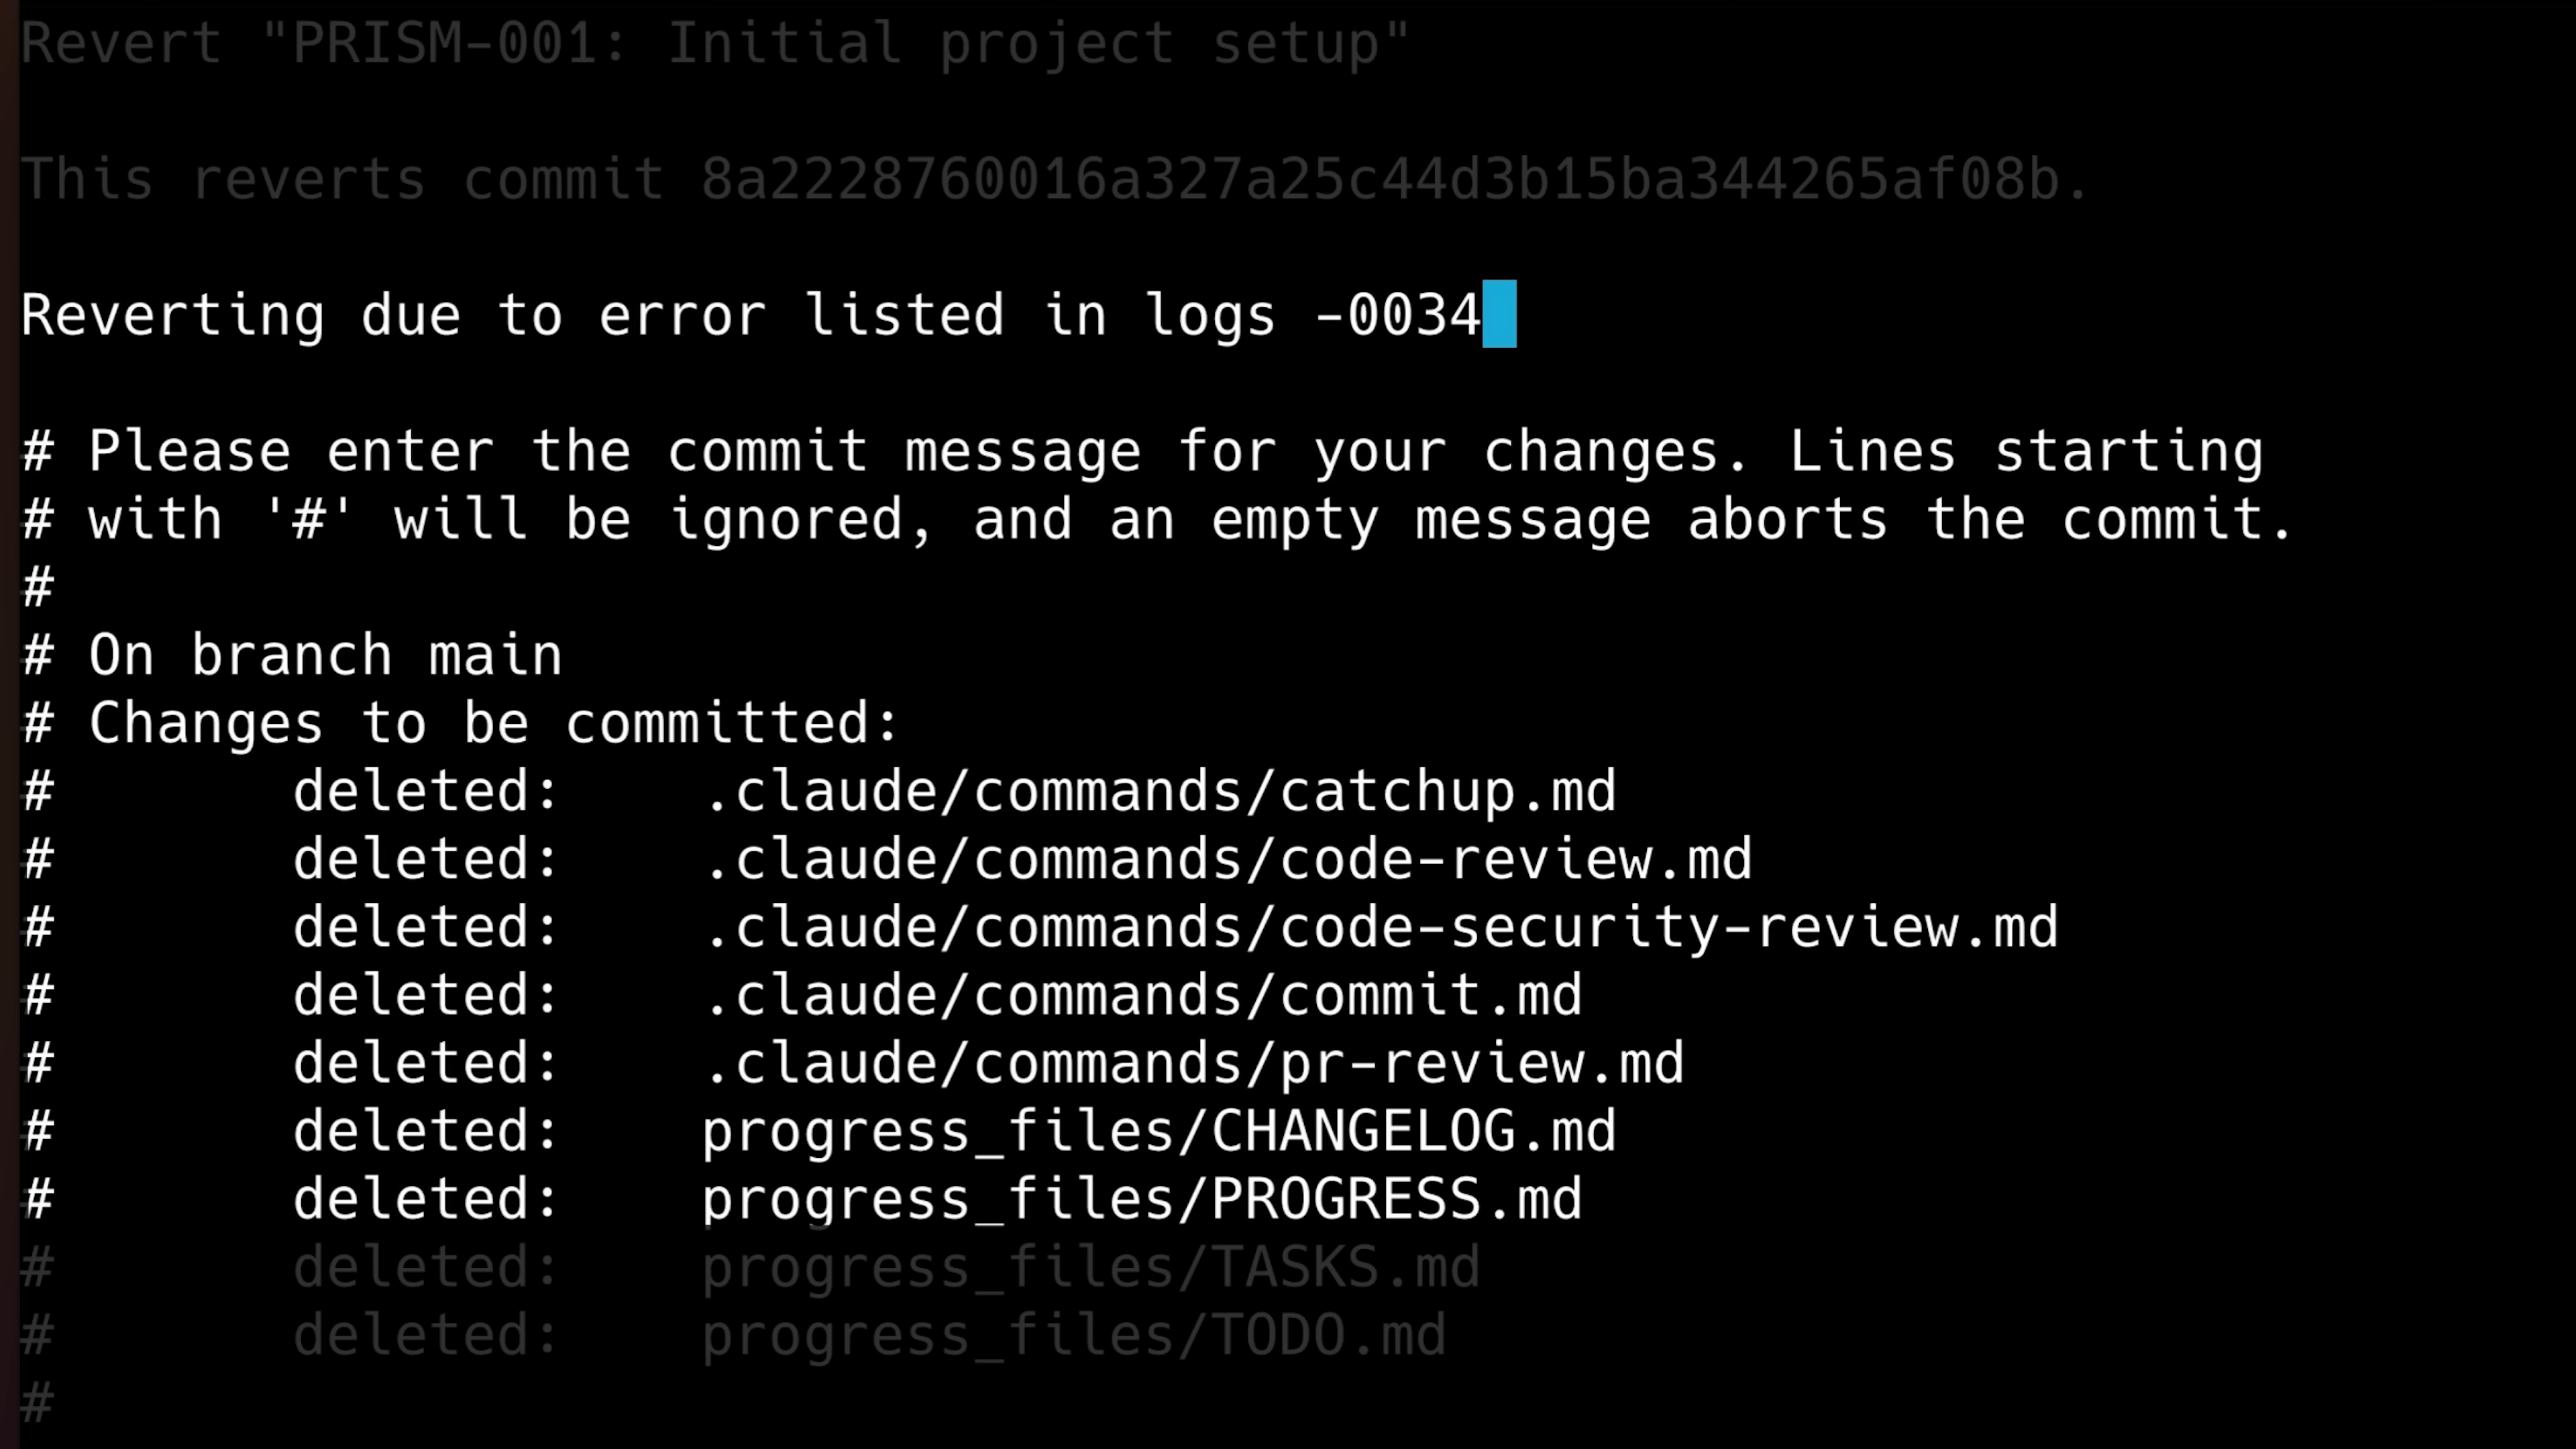 Revert "PRISM-001: Initial project setup"
This reverts commit 8a2228760016a327a25c44d3b15ba344265af08b.
Reverting due to error listed in logs -0034
# Please enter the commit message for your changes. Lines starting
# with '#' will be ignored, and an empty message aborts the commit.
#
# On branch main
# Changes to be committed:
#       deleted:    .claude/commands/catchup.md
#       deleted:    .claude/commands/code-review.md
#       deleted:    .claude/commands/code-security-review.md
#       deleted:    .claude/commands/commit.md
#       deleted:    .claude/commands/pr-review.md
#       deleted:    progress_files/CHANGELOG.md
#       deleted:    progress_files/PROGRESS.md
#       deleted:    progress_files/TASKS.md
#       deleted:    progress_files/TODO.md
#